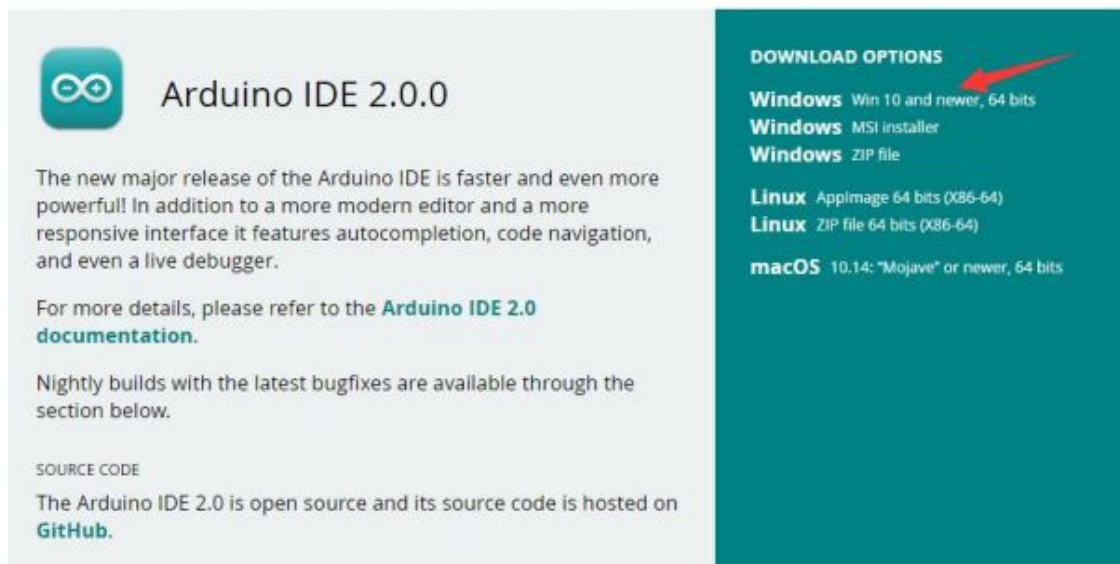 Arduino IDE 2.0.0
The new major release of the Arduino IDE is faster and even more
powerful! In addition to a more modern editor and a more
responsive interface it features autocompletion, code navigation,
and even a live debugger.
For more details, please refer to the Arduino IDE 2.0
documentation.
Nightly builds with the latest bugfixes are available through the
section below.
SOURCE CODE
The Arduino IDE 2.0 is open source and its source code is hosted on
GitHub.
DOWNLOAD OPTIONS
Windows Win 10 and newer, 64 bits
Windows MSI installer
Windows ZIP file
Linux AppImage 64 bits (X86-64)
Linux ZIP file 64 bits (X86-64)
macOS 10.14: "Mojave" or newer, 64 bits